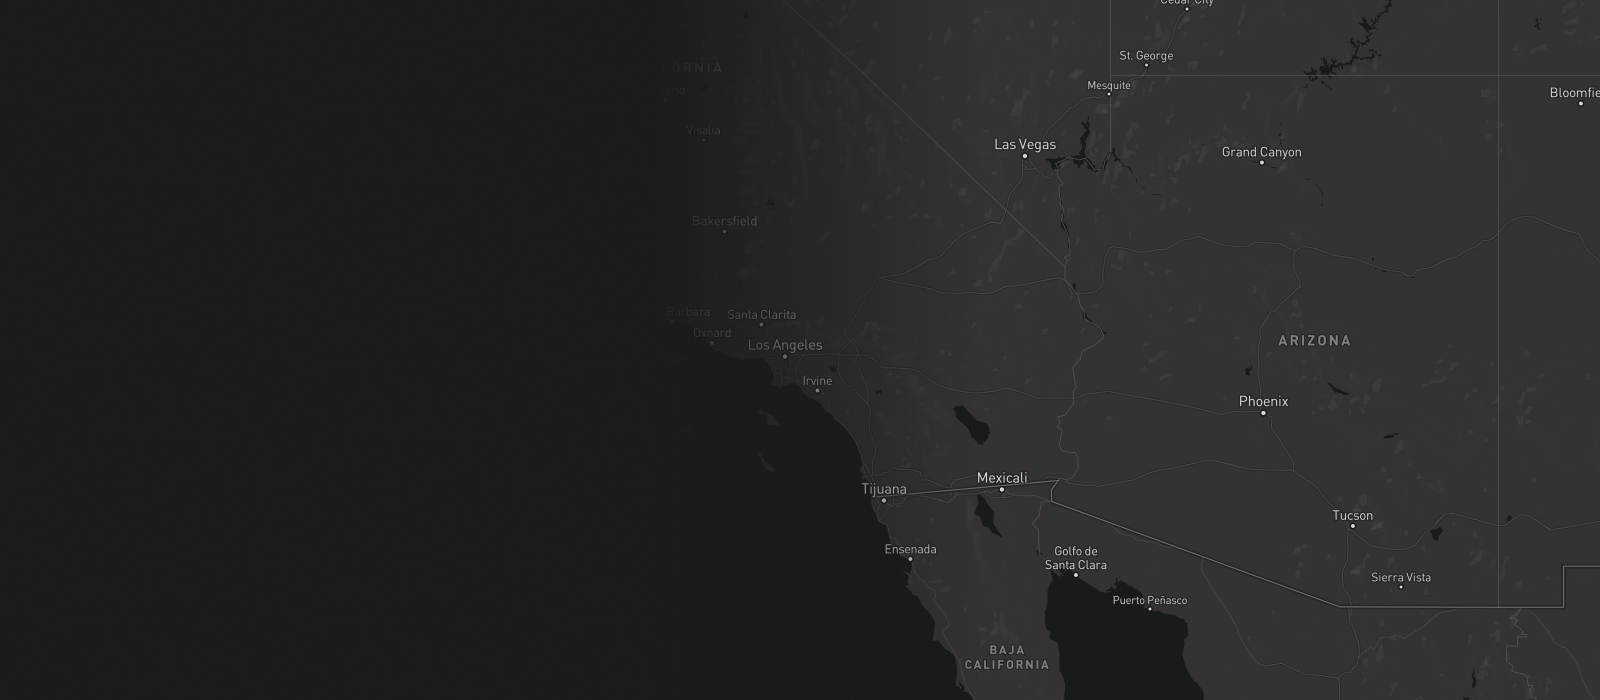 Cedar City
St. George
ORNIA
Mesquite
Bloomfie
Visalia
Las Vegas
Grand Canyon
Bakersfield
Barbara
Santa Clarita
Oxnard
Los Angeles
ARIZONA
Irvine
Phoenix
Mexicali
Tijuana
Tucson
Ensenada
Golfo de
Santa Clara
Sierra Vista
Puerto Peñasco
BAJA
CALIFORNIA